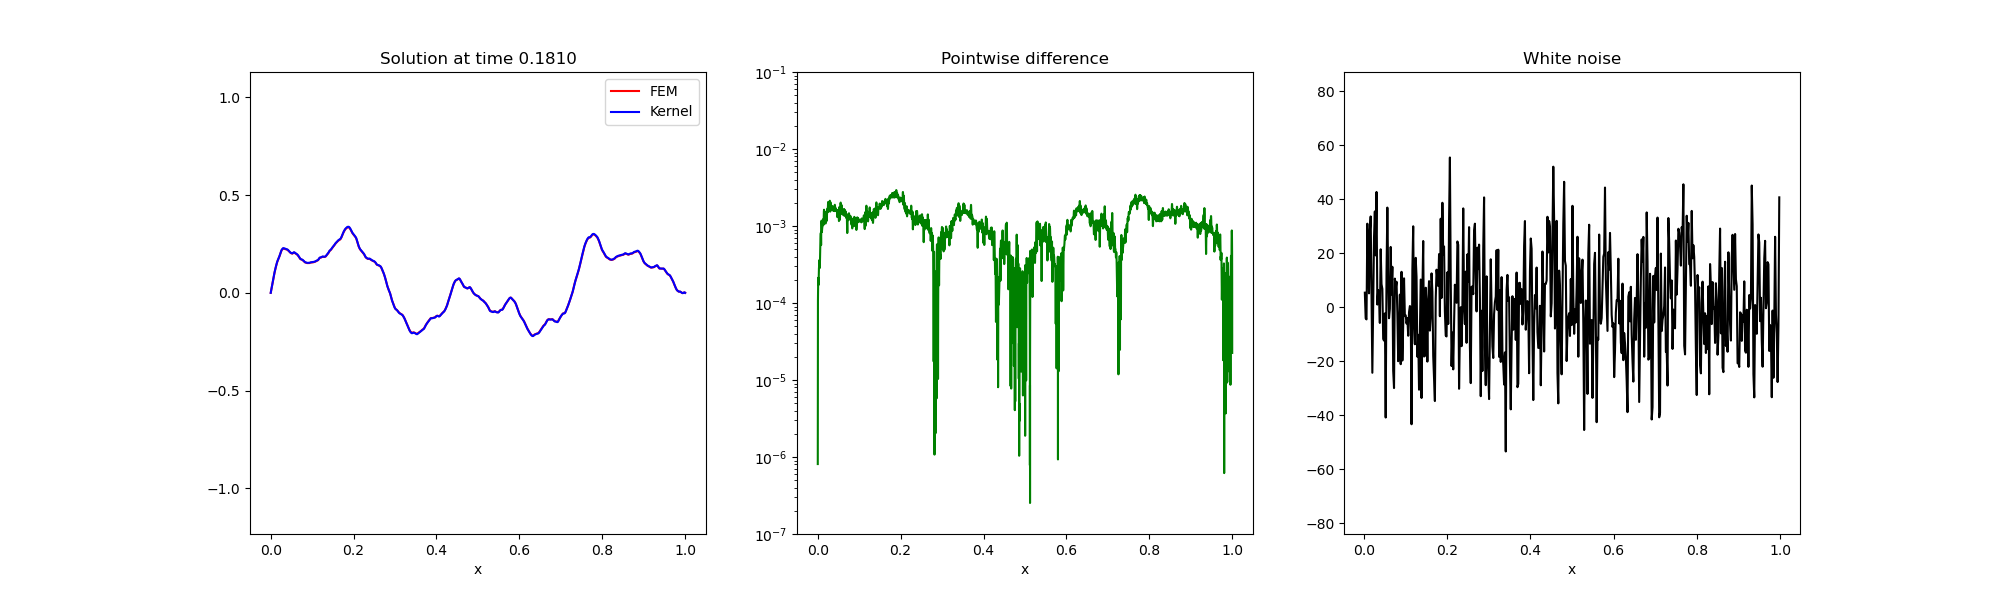 Solution at time 0.1810
1.0
0.5
0.0
−0.5
−1.0
0.0 0.2 0.4 0.6 0.8 1.0
x
FEM
Kernel
Pointwise difference
10⁻¹
10⁻²
10⁻³
10⁻⁴
10⁻⁵
10⁻⁶
10⁻⁷
0.0 0.2 0.4 0.6 0.8 1.0
x
White noise
80
60
40
20
0
−20
−40
−60
−80
0.0 0.2 0.4 0.6 0.8 1.0
x